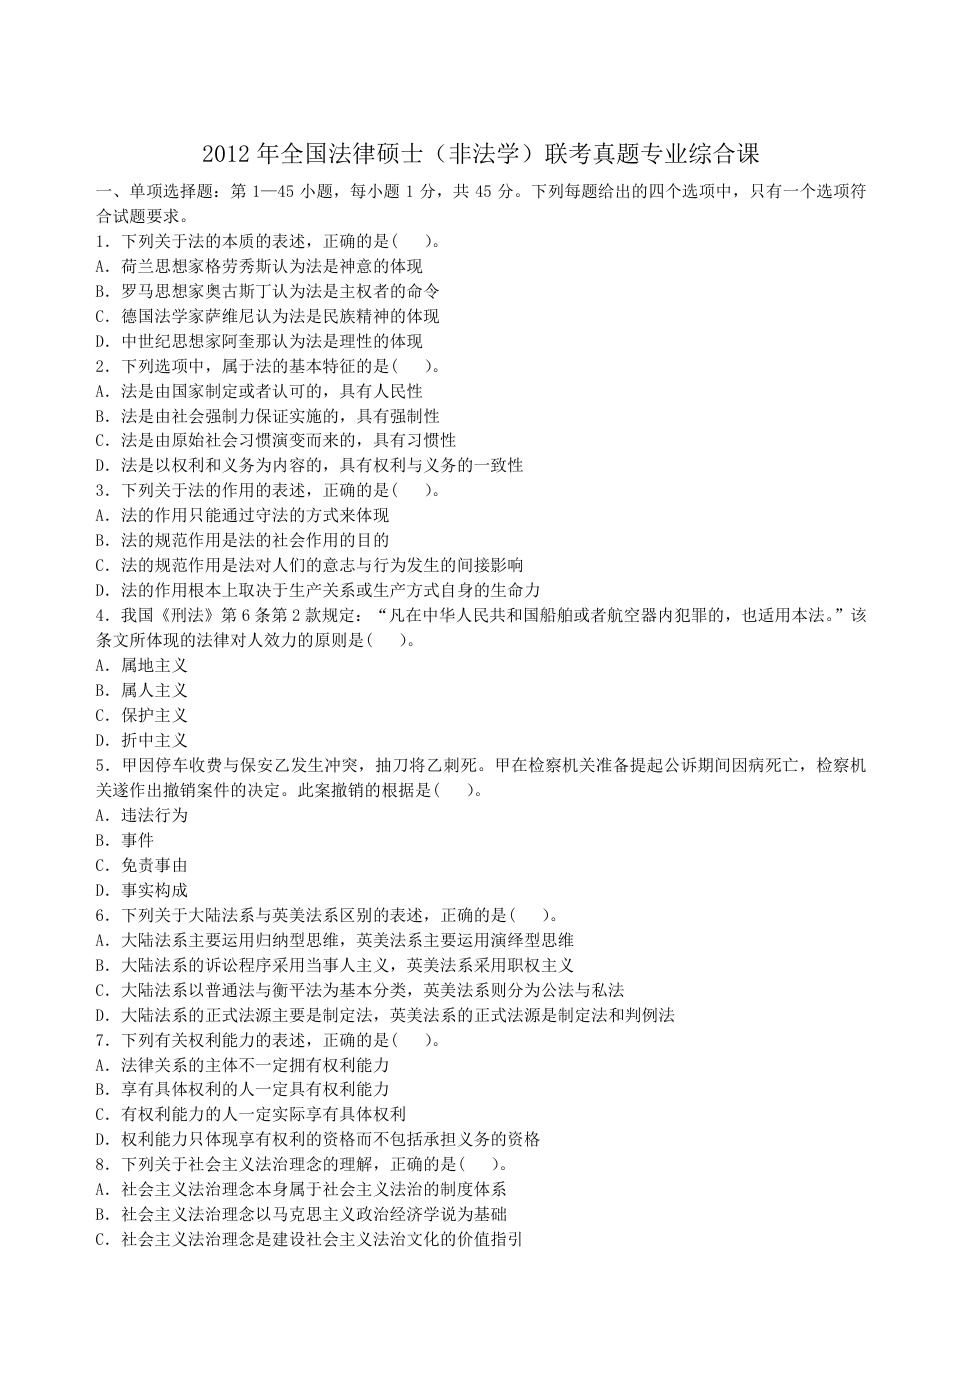 2012 年全国法律硕士（非法学）联考真题专业综合课
一、单项选择题：第 1—45 小题，每小题 1 分，共 45 分。下列每题给出的四个选项中，只有一个选项符
合试题要求。
1．下列关于法的本质的表述，正确的是(   )。
A．荷兰思想家格劳秀斯认为法是神意的体现
B．罗马思想家奥古斯丁认为法是主权者的命令
C．德国法学家萨维尼认为法是民族精神的体现
D．中世纪思想家阿奎那认为法是理性的体现
2．下列选项中，属于法的基本特征的是(   )。
A．法是由国家制定或者认可的，具有人民性
B．法是由社会强制力保证实施的，具有强制性
C．法是由原始社会习惯演变而来的，具有习惯性
D．法是以权利和义务为内容的，具有权利与义务的一致性
3．下列关于法的作用的表述，正确的是(   )。
A．法的作用只能通过守法的方式来体现
B．法的规范作用是法的社会作用的目的
C．法的规范作用是法对人们的意志与行为发生的间接影响
D．法的作用根本上取决于生产关系或生产方式自身的生命力
4．我国《刑法》第 6 条第 2 款规定：“凡在中华人民共和国船舶或者航空器内犯罪的，也适用本法。”该
条文所体现的法律对人效力的原则是(   )。
A．属地主义
B．属人主义
C．保护主义
D．折中主义
5．甲因停车收费与保安乙发生冲突，抽刀将乙刺死。甲在检察机关准备提起公诉期间因病死亡，检察机
关遂作出撤销案件的决定。此案撤销的根据是(   )。
A．违法行为
B．事件
C．免责事由
D．事实构成
6．下列关于大陆法系与英美法系区别的表述，正确的是(   )。
A．大陆法系主要运用归纳型思维，英美法系主要运用演绎型思维
B．大陆法系的诉讼程序采用当事人主义，英美法系采用职权主义
C．大陆法系以普通法与衡平法为基本分类，英美法系则分为公法与私法
D．大陆法系的正式法源主要是制定法，英美法系的正式法源是制定法和判例法
7．下列有关权利能力的表述，正确的是(   )。
A．法律关系的主体不一定拥有权利能力
B．享有具体权利的人一定具有权利能力
C．有权利能力的人一定实际享有具体权利
D．权利能力只体现享有权利的资格而不包括承担义务的资格
8．下列关于社会主义法治理念的理解，正确的是(   )。
A．社会主义法治理念本身属于社会主义法治的制度体系
B．社会主义法治理念以马克思主义政治经济学说为基础
C．社会主义法治理念是建设社会主义法治文化的价值指引